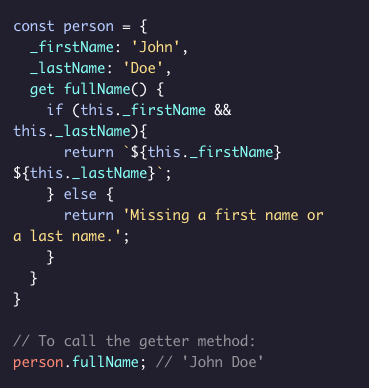 const person = {
  _firstName: 'John',
  _lastName: 'Doe',
  get fullName() {
    if (this._firstName &&
this._lastName){
      return `${this._firstName}
${this._lastName}`;
    } else {
      return 'Missing a first name or
a last name.';
    }
  }
}

// To call the getter method:
person.fullName; // 'John Doe'